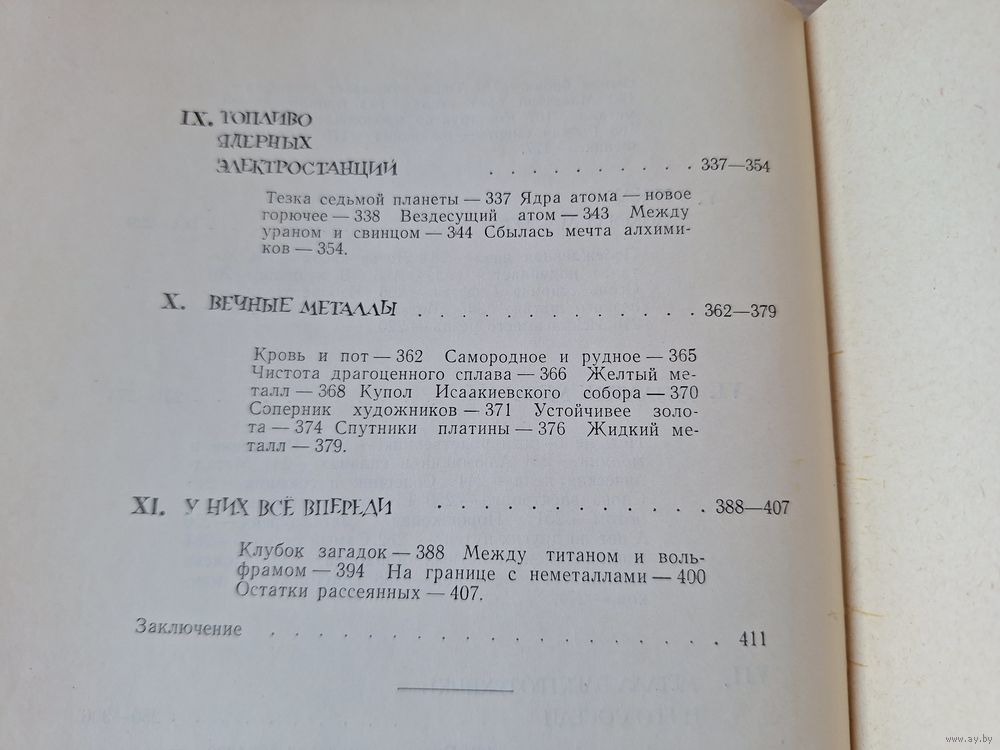 IX. ТОПЛИВО
ЯДЕРНЫХ
ЭЛЕКТРОСТАНЦИЙ . . . . . . . . . . 337—354
Тезка седьмой планеты — 337 Ядра атома — новое
горючее — 338 Вездесущий атом — 343 Между
ураном и свинцом — 344 Сбылась мечта алхими-
ков — 354.
X. ВЕЧНЫЕ МЕТАЛЛЫ . . . . . . . . . . . . . 362—379
Кровь и пот — 362 Самородное и рудное — 365
Чистота драгоценного сплава — 366 Желтый ме-
талл — 368 Купол Исаакиевского собора — 370
Соперник художников — 371 Устойчивее золо-
та — 374 Спутники платины — 376 Жидкий ме-
талл — 379.
XI. У НИХ ВСЁ ВПЕРЕДИ . . . . . . . . . . . . . 388—407
Клубок загадок — 388 Между титаном и воль-
фрамом — 394 На границе с неметаллами — 400
Остатки рассеянных — 407.
Заключение . . . . . . . . . . . . . . . . . . . 411
www.ay.by